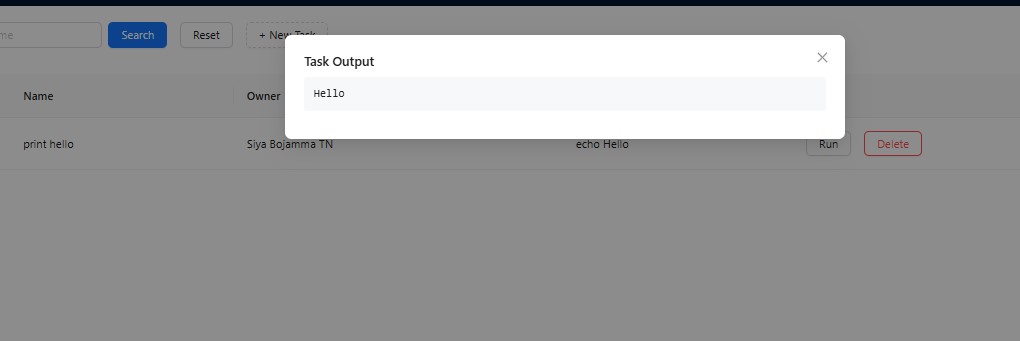 me Search Reset + New Task
Task Output
Hello
Name Owner
print hello Siya Bojamma TN echo Hello Run Delete